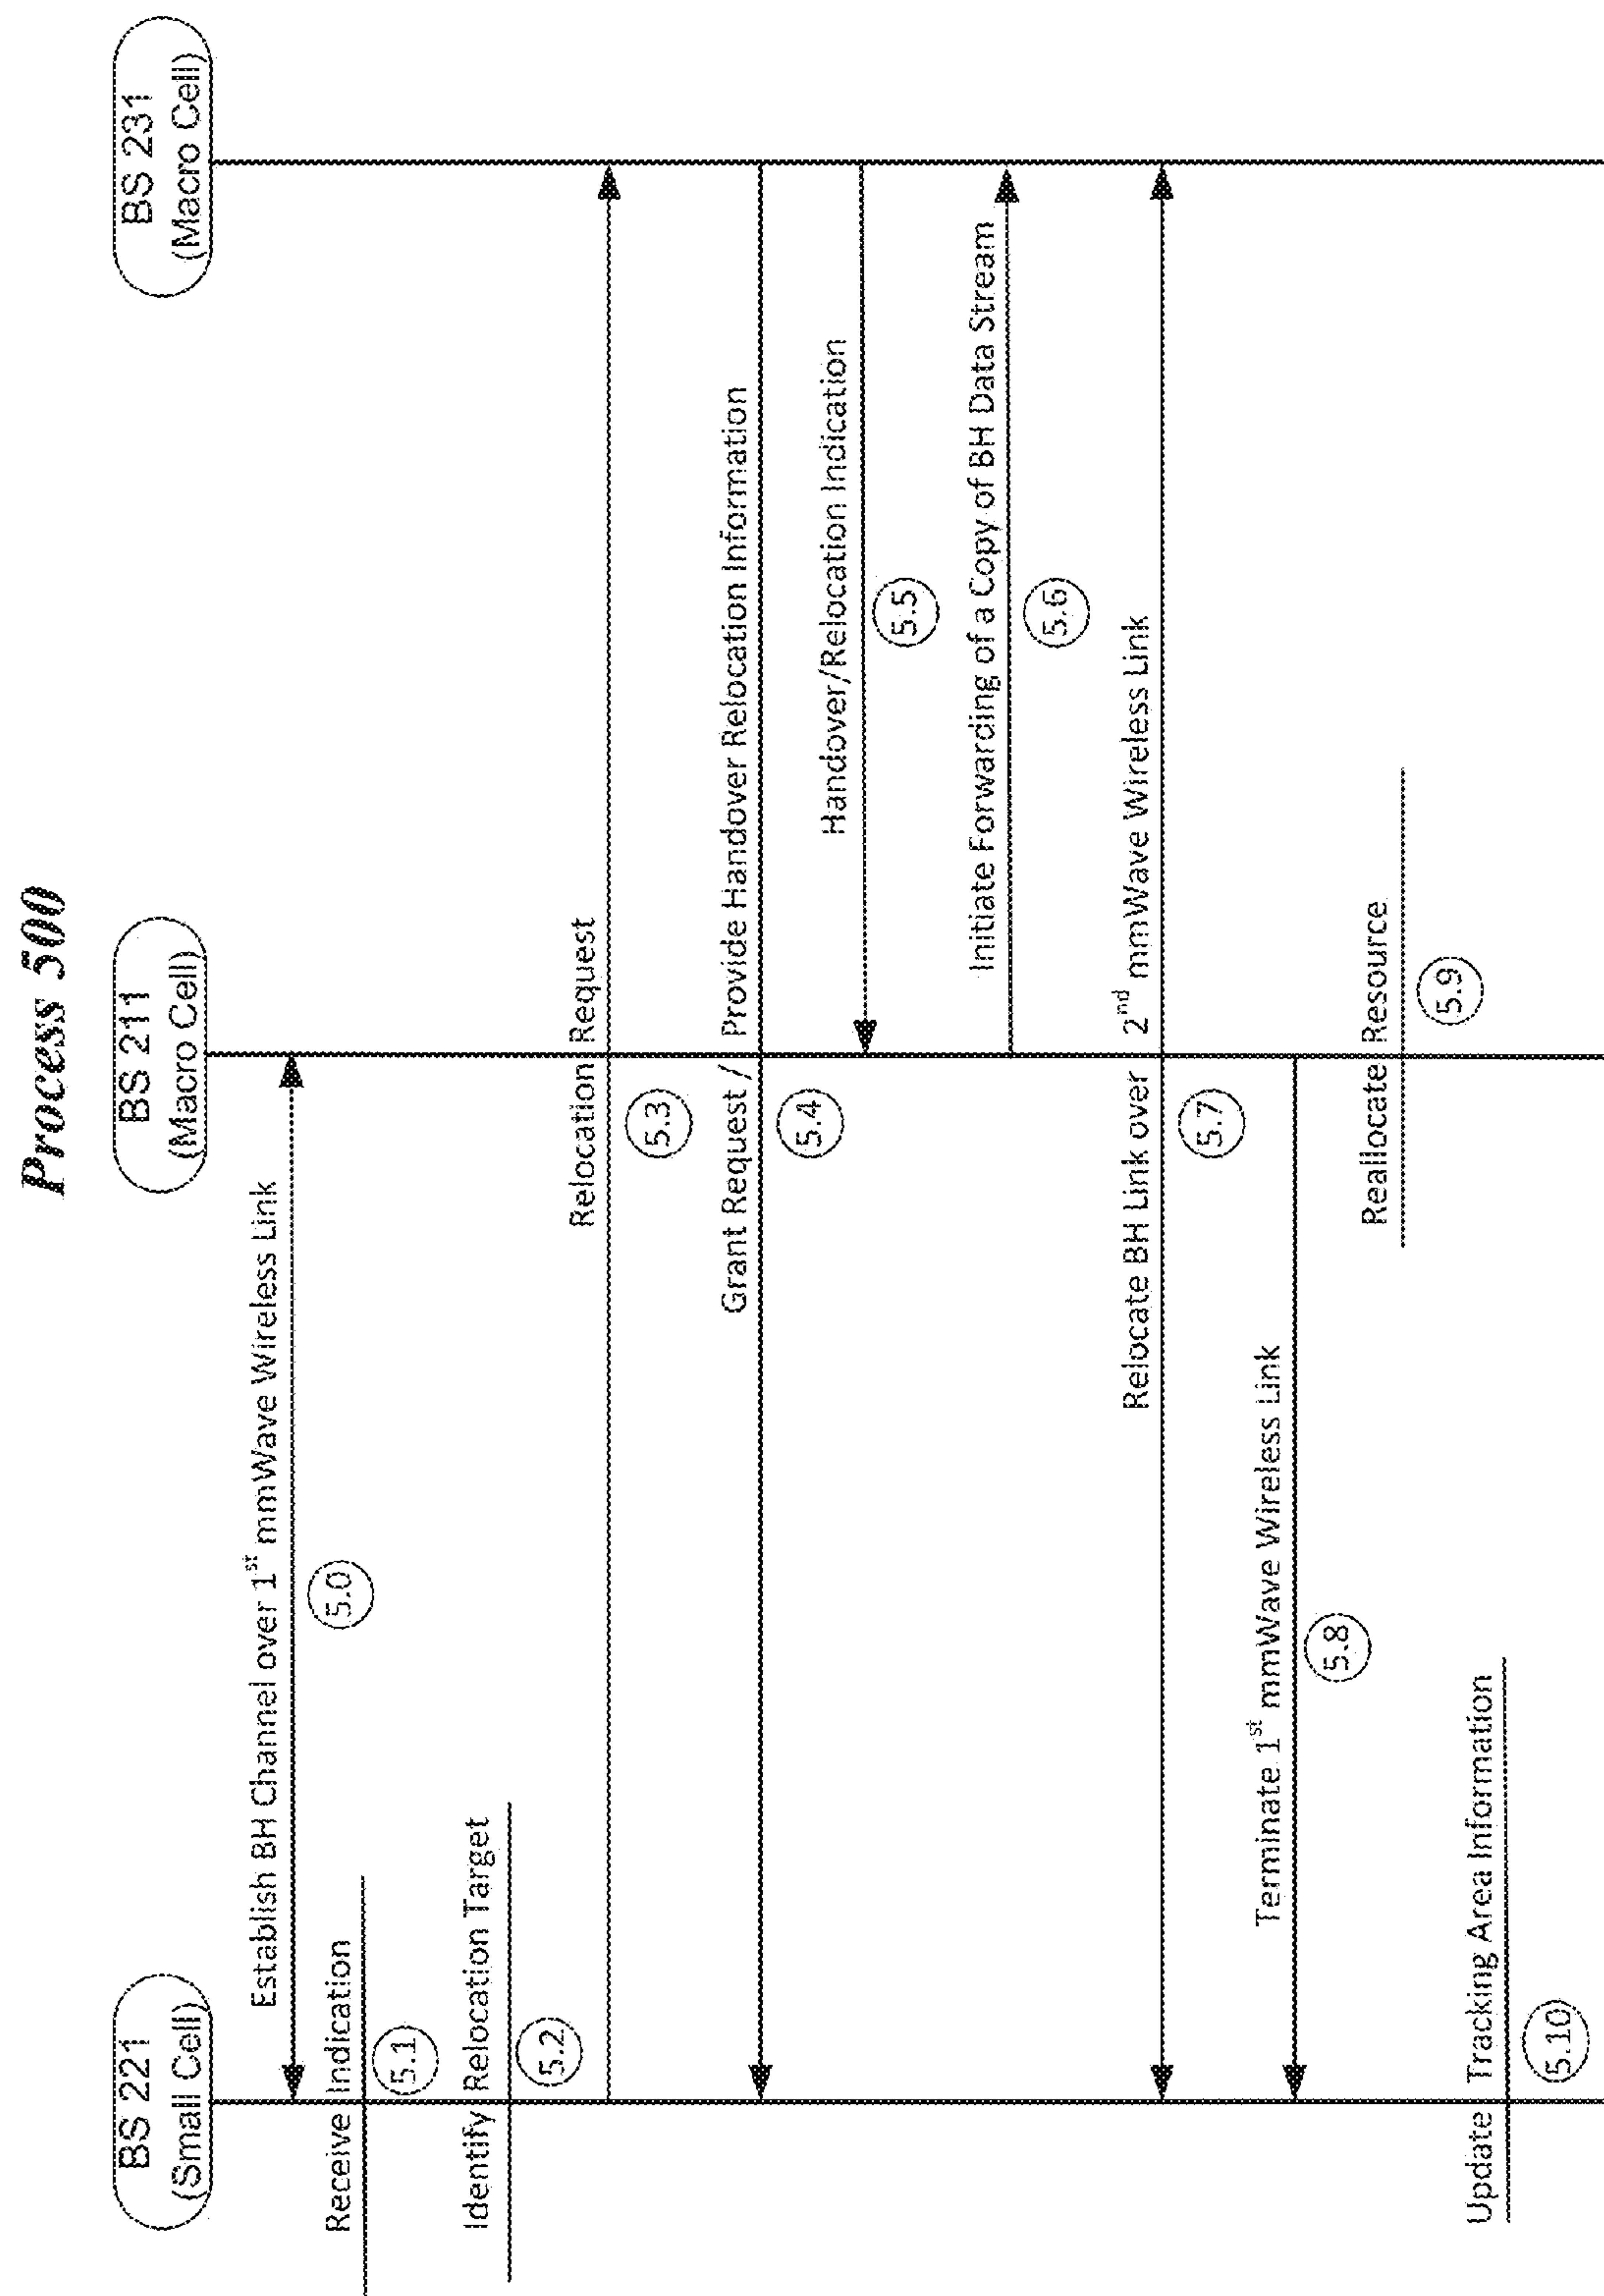 Process 500
BS 221
(Small Cell)
BS 211
(Macro Cell)
BS 231
(Macro Cell)
Establish BH Channel over 1st mmWave Wireless Link
5.0
Receive Indication
5.1
Identify Relocation Target
5.2
Relocation Request
5.3
Grant Request / Provide Handover Relocation Information
5.4
Handover/Relocation Indication
5.5
Initiate Forwarding of a Copy of BH Data Stream
5.6
Relocate BH Link over 2nd mmWave Wireless Link
5.7
Terminate 1st mmWave Wireless Link
5.8
Reallocate Resource
5.9
Update Tracking Area Information
5.10